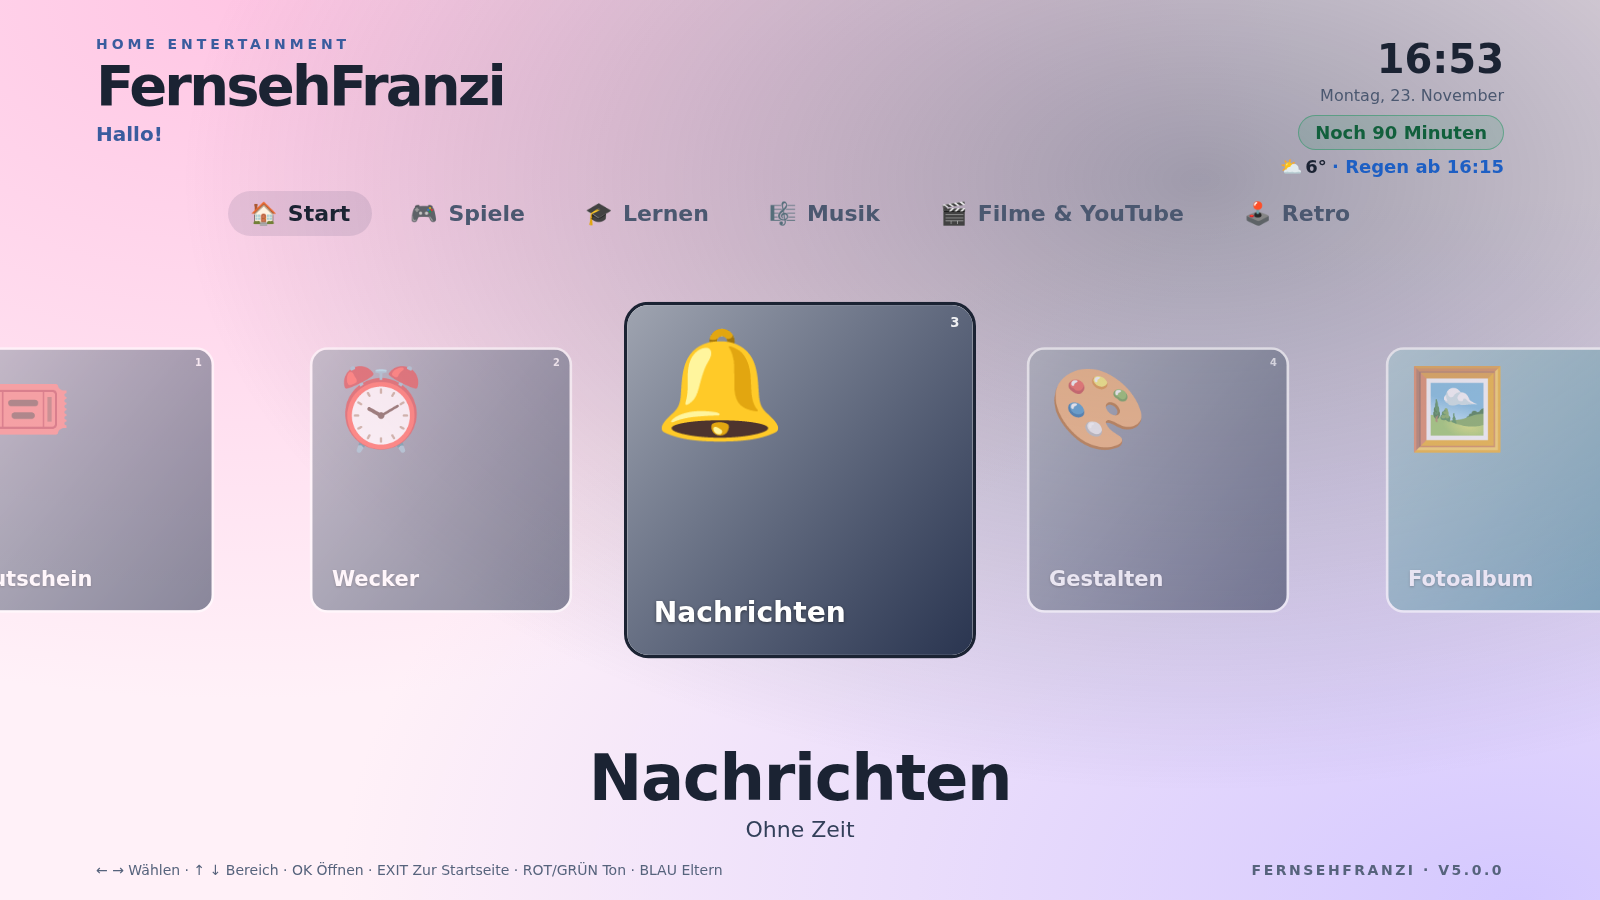 HOME ENTERTAINMENT
FernsehFranzi
Hallo!
16:53
Montag, 23. November
Noch 90 Minuten
6° · Regen ab 16:15
Start
Spiele
Lernen
Musik
Filme & YouTube
Retro
1
utschein
2
Wecker
3
Nachrichten
4
Gestalten
Fotoalbum
Nachrichten
Ohne Zeit
← → Wählen · ↑ ↓ Bereich · OK Öffnen · EXIT Zur Startseite · ROT/GRÜN Ton · BLAU Eltern
FERNSEHFRANZI · V5.0.0